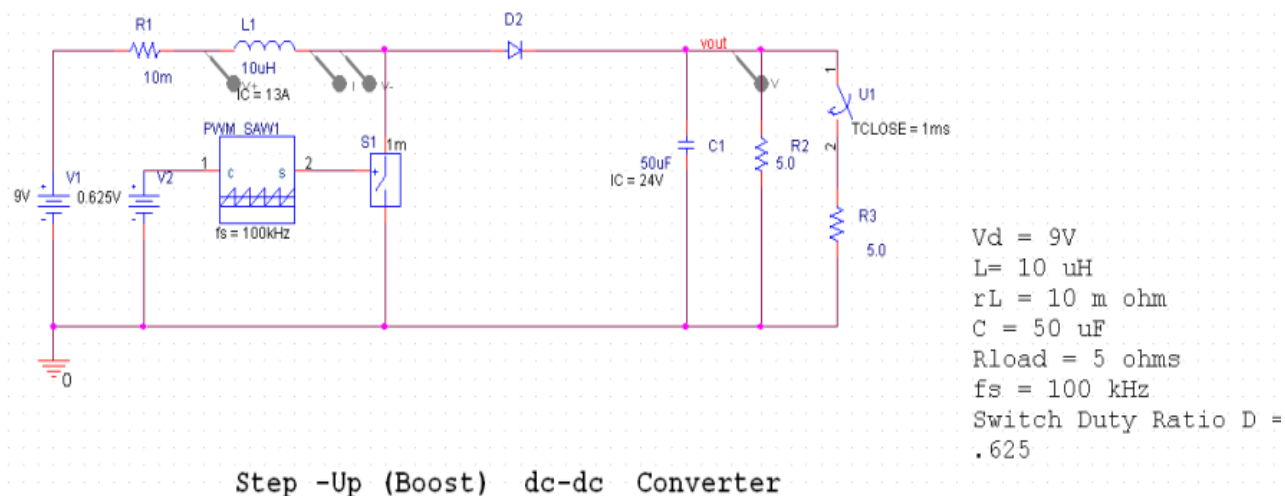 R1
10m
L1
10uH
IC = 13A
V+
I
V-
D2
vout
V
1
U1
TCLOSE = 1ms
2
PWM_SAW1
1
C
S
2
fs = 100kHz
S1
1m
+
C1
50uF
IC = 24V
R2
5.0
R3
5.0
9V
+
-
V1
0.625V
+
-
V2
0
Vd = 9V
L= 10 uH
rL = 10 m ohm
C = 50 uF
Rload = 5 ohms
fs = 100 kHz
Switch Duty Ratio D =
.625
Step -Up (Boost) dc-dc Converter